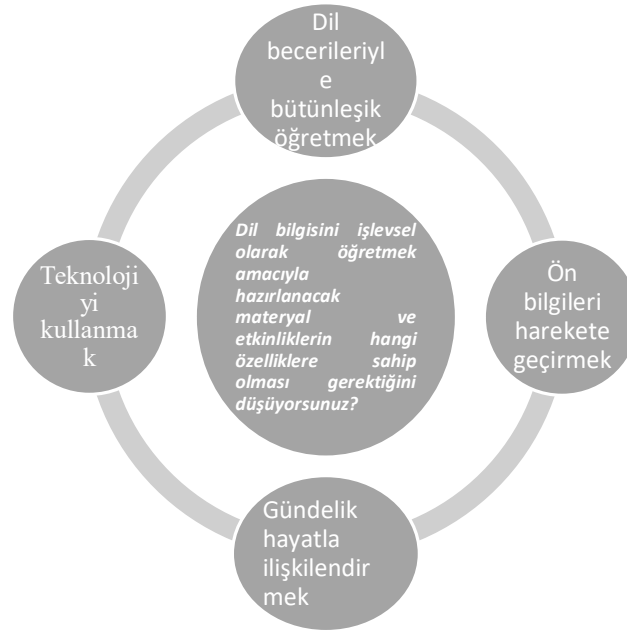 Dil
becerileriyl
e
bütünleşik
öğretmek
Dil bilgisini işlevsel
olarak öğretmek
amacıyla
hazırlanacak
materyal ve
etkinliklerin hangi
özelliklere sahip
olması gerektiğini
düşüyorsunuz?
Teknoloji
yi
kullanma
k
Ön
bilgileri
harekete
geçirmek
Gündelik
hayatla
ilişkilendir
mek